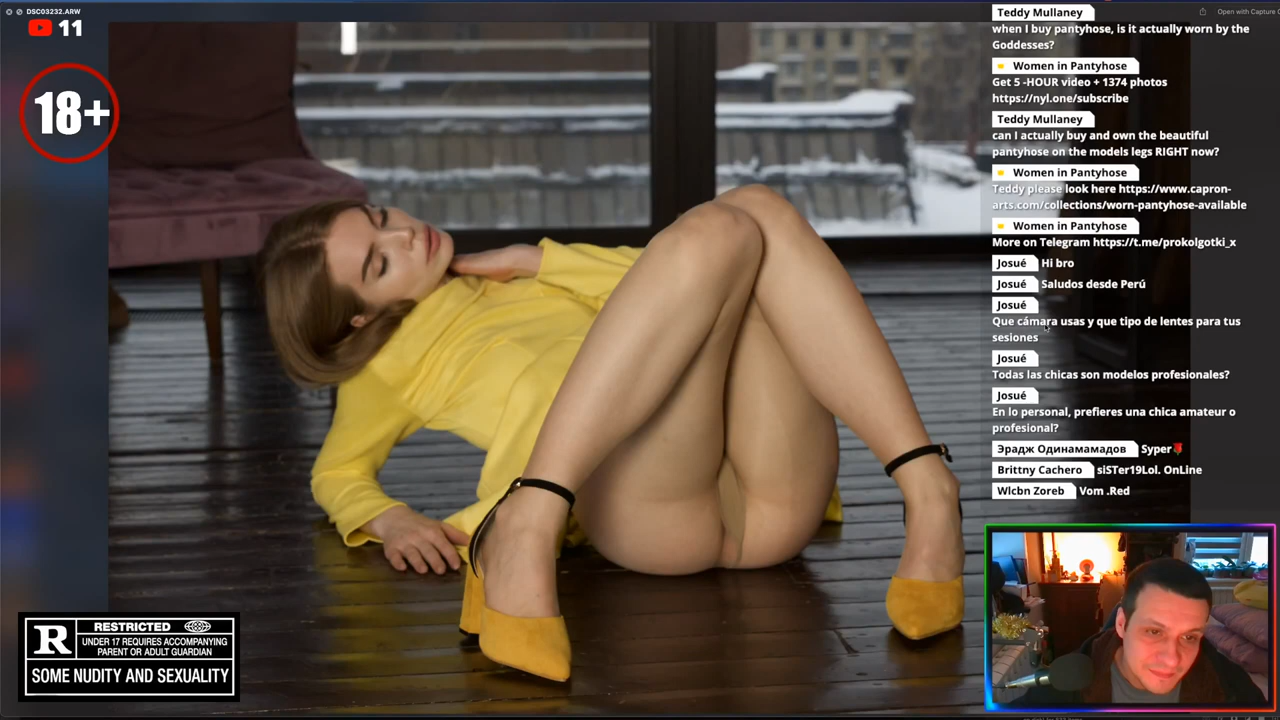 DSC03232.ARW
Open with Capture
11
18+
Teddy Mullaney
when I buy pantyhose, is it actually worn by the
Goddesses?
Women in Pantyhose
Get 5 -HOUR video + 1374 photos
https://nyl.one/subscribe
Teddy Mullaney
can I actually buy and own the beautiful
pantyhose on the models legs RIGHT now?
Women in Pantyhose
Teddy please look here https://www.capron-
arts.com/collections/worn-pantyhose-available
Women in Pantyhose
More on Telegram https://t.me/prokolgotki_x
Josué Hi bro
Josué Saludos desde Perú
Josué
Que cámara usas y que tipo de lentes para tus
sesiones
Josué
Todas las chicas son modelos profesionales?
Josué
En lo personal, prefieres una chica amateur o
profesional?
Эрадж Одинамамадов Syper
Brittny Cachero siSTer19Lol. OnLine
Wlcbn Zoreb Vom .Red
R
RESTRICTED
UNDER 17 REQUIRES ACCOMPANYING
PARENT OR ADULT GUARDIAN
SOME NUDITY AND SEXUALITY